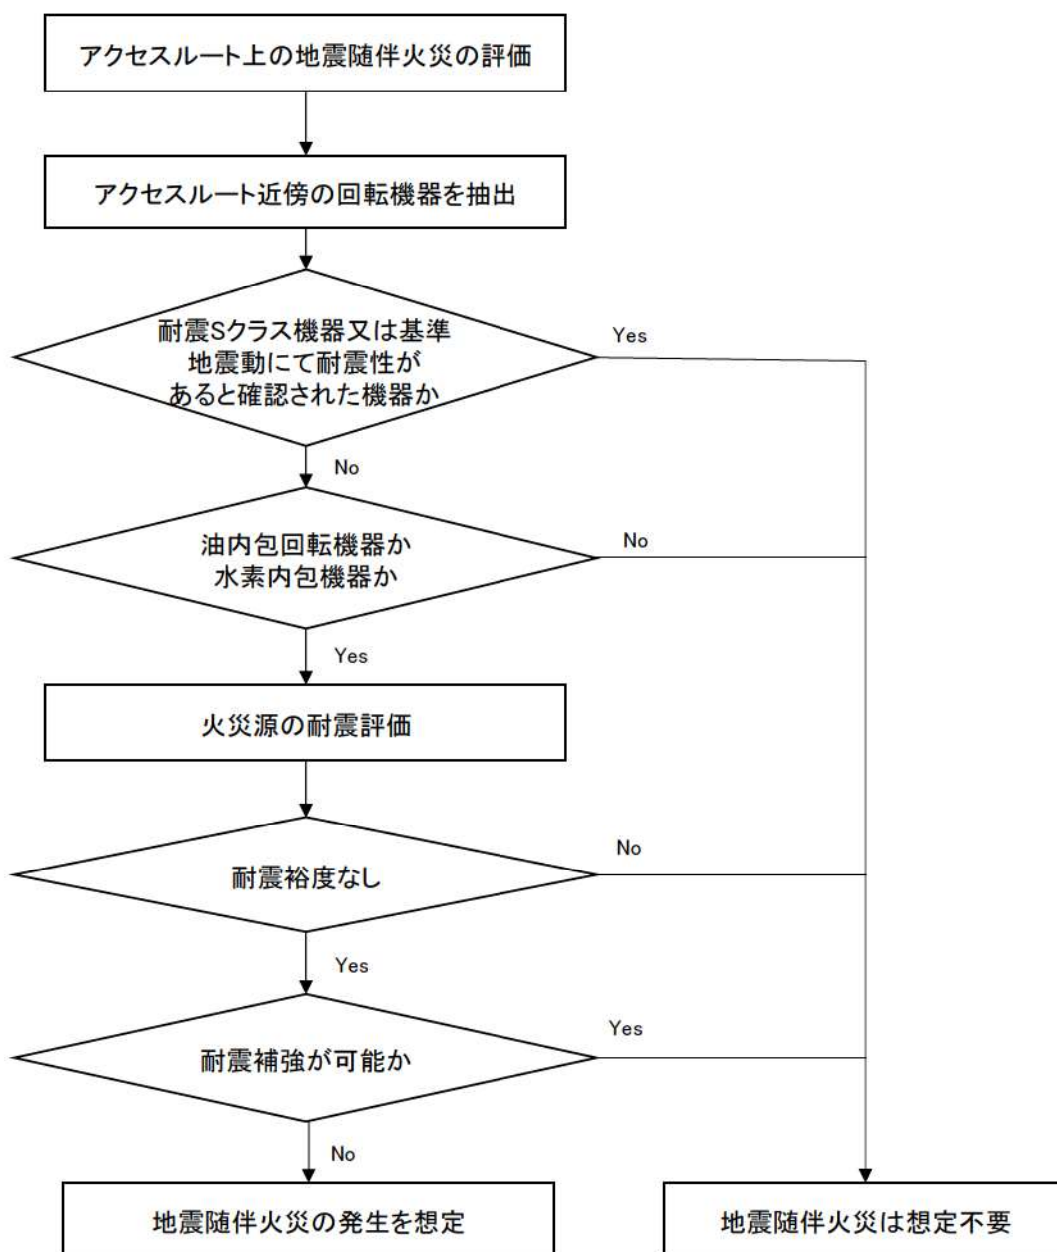 アクセスルート上の地震随伴火災の評価
アクセスルート近傍の回転機器を抽出
耐震Sクラス機器又は基準
地震動にて耐震性が
あると確認された機器か
Yes
No
油内包回転機器か
水素内包機器か
No
Yes
火災源の耐震評価
耐震裕度なし
No
Yes
耐震補強が可能か
Yes
No
地震随伴火災の発生を想定
地震随伴火災は想定不要